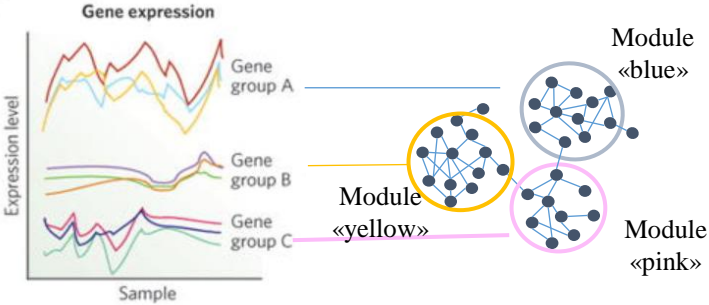 Gene expression
Expression level
Gene
group A
Gene
group B
Gene
group C
Sample
Module
«blue»
Module
«yellow»
Module
«pink»